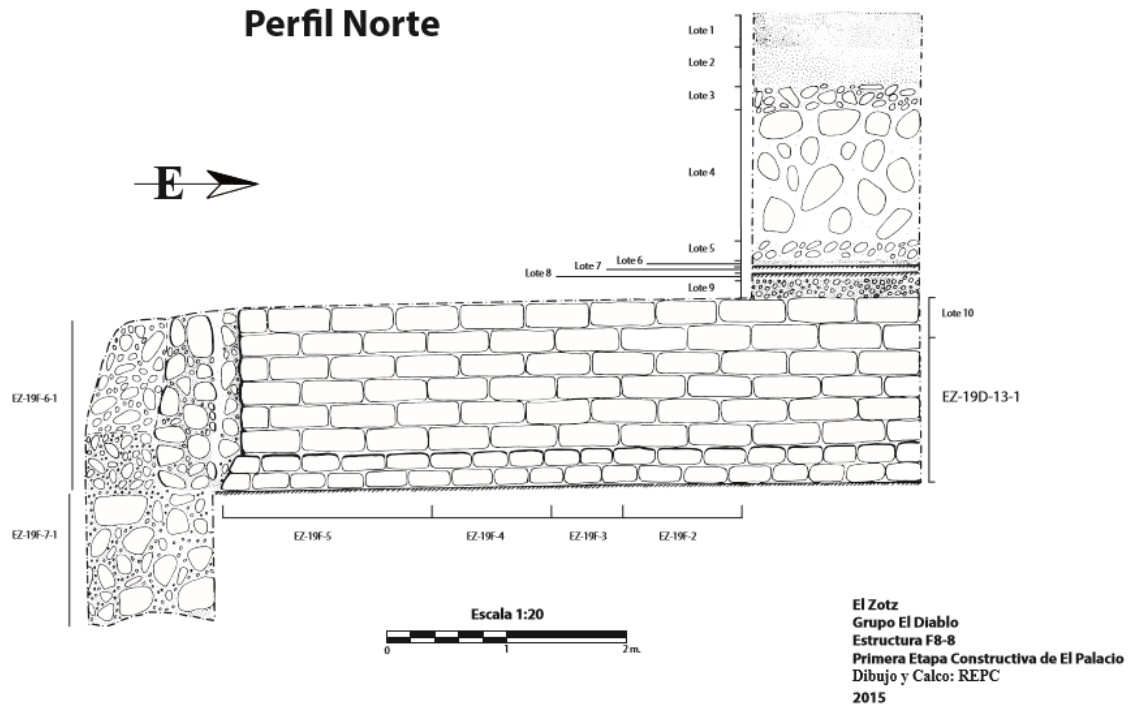 Perfil Norte
Lote 1
Lote 2
Lote 3
E
Lote 4
Lote 5
Lote 6
Lote 7
Lote 8
Lote 9
Lote 10
EZ-19F-6-1
EZ-19D-13-1
EZ-19F-7-1
EZ-19F-5 EZ-19F-4 EZ-19F-3 EZ-19F-2
Escala 1:20
0 1 2 m.
El Zotz
Grupo El Diablo
Estructura F8-8
Primera Etapa Constructiva de El Palacio
Dibujo y Calco: REPC
2015